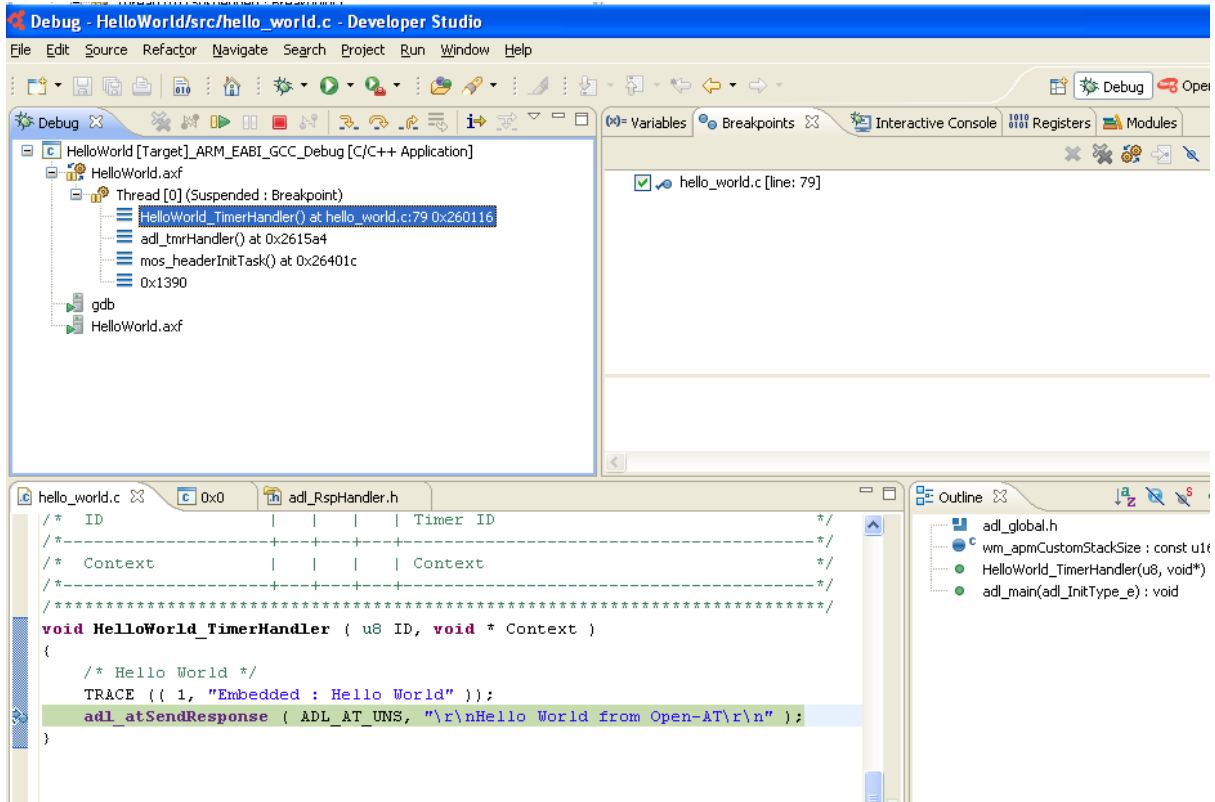 Debug - HelloWorld/src/hello_world.c - Developer Studio
File Edit Source Refactor Navigate Search Project Run Window Help
Debug Open
Debug
HelloWorld [Target]_ARM_EABI_GCC_Debug [C/C++ Application]
HelloWorld.axf
Thread [0] (Suspended : Breakpoint)
HelloWorld_TimerHandler() at hello_world.c:79 0x260116
adl_tmrHandler() at 0x2615a4
mos_headerInitTask() at 0x26401c
0x1390
gdb
HelloWorld.axf
(x)= Variables Breakpoints Interactive Console 1010 0101 Registers Modules
hello_world.c [line: 79]
hello_world.c 0x0 adl_RspHandler.h
/* ID | | | | Timer ID */
/*--------------------+---+---+---+----------------------------------------*/
/* Context | | | | Context */
/*--------------------+---+---+---+----------------------------------------*/
/***************************************************************************/
void HelloWorld_TimerHandler ( u8 ID, void * Context )
{
/* Hello World */
TRACE (( 1, "Embedded : Hello World" ));
adl_atSendResponse ( ADL_AT_UNS, "\r\nHello World from Open-AT\r\n" );
}
Outline
adl_global.h
wm_apmCustomStackSize : const u16
HelloWorld_TimerHandler(u8, void*)
adl_main(adl_InitType_e) : void